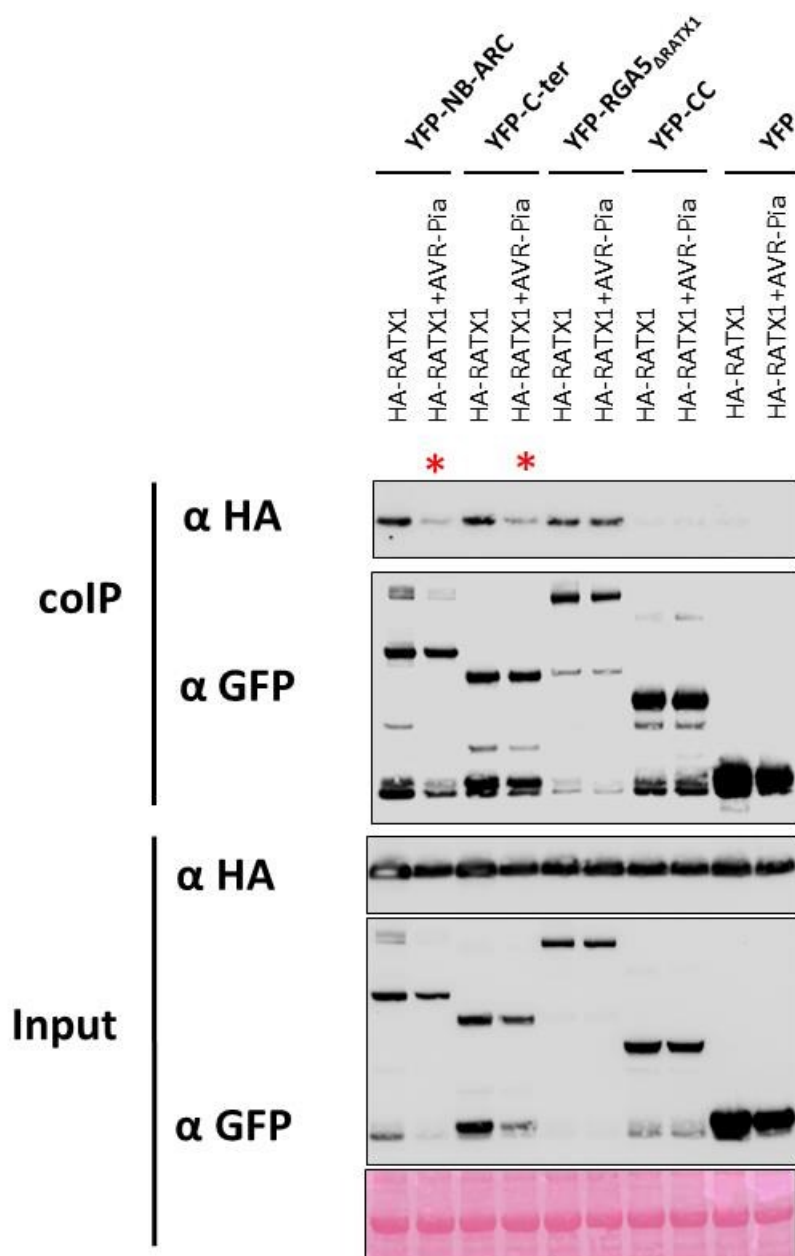 YFP-NB-ARC
YFP-C-ter
YFP-RGA5ΔRATX1
YFP-CC
YFP
HA-RATX1
HA-RATX1+AVR-Pia
HA-RATX1
HA-RATX1+AVR-Pia
HA-RATX1
HA-RATX1+AVR-Pia
HA-RATX1
HA-RATX1+AVR-Pia
HA-RATX1
HA-RATX1+AVR-Pia
* *
α HA
coIP
α GFP
α HA
Input
α GFP